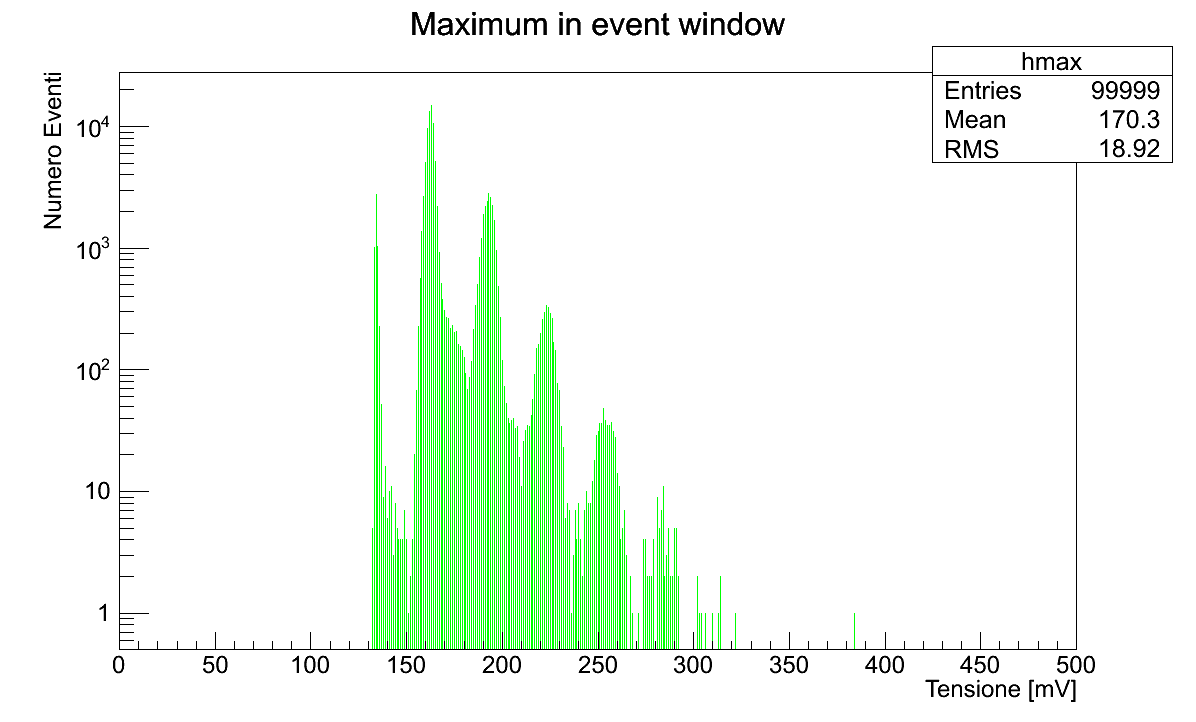 Maximum in event window
hmax
Entries 99999
Mean 170.3
RMS 18.92
Numero Eventi
10⁴
10³
10²
10
1
0 50 100 150 200 250 300 350 400 450 500
Tensione [mV]